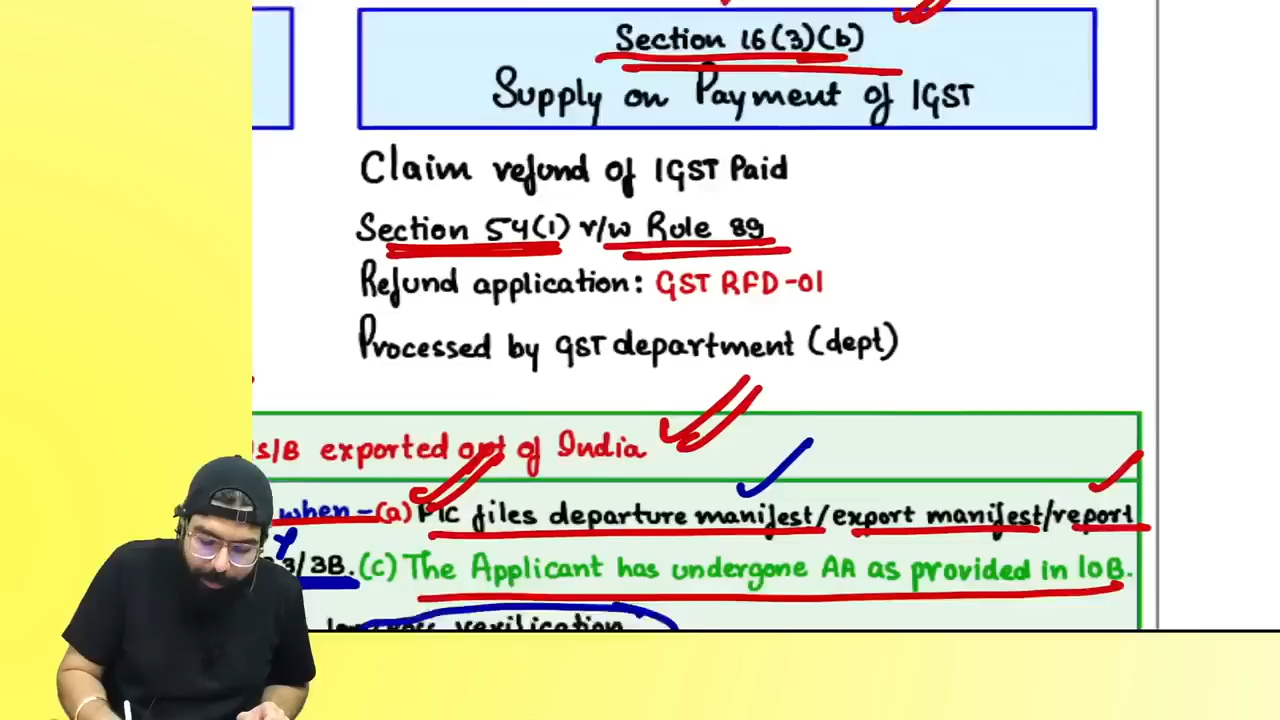 Section 16(3)(b)
Supply on Payment of IGST
Claim refund of IGST Paid
Section 54(1) r/w Rule 89
Refund application: GST RFD-01
Processed by GST department (dept)
s/B exported out of India
when-(a) PIC files departure manifest/export manifest/report
3/3B. (c) The Applicant has undergone AA as provided in 10B.
verification